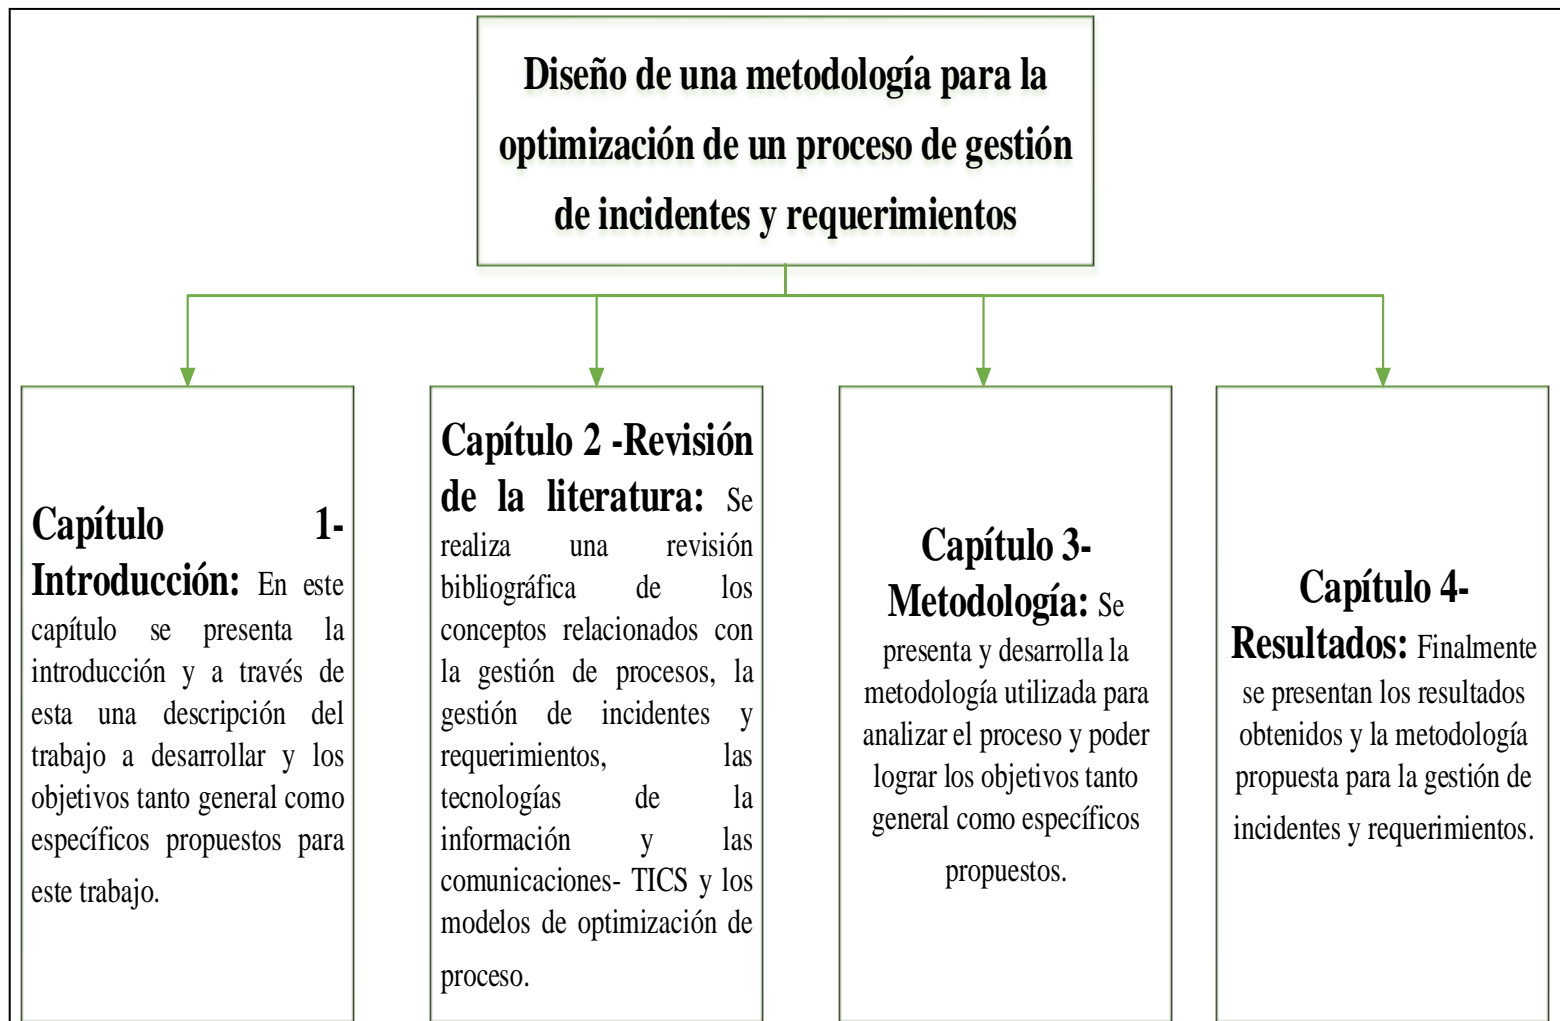 Diseño de una metodología para la
optimización de un proceso de gestión
de incidentes y requerimientos
Capítulo 1-
Introducción: En este
capítulo se presenta la
introducción y a través de
esta una descripción del
trabajo a desarrollar y los
objetivos tanto general como
específicos propuestos para
este trabajo.
Capítulo 2 -Revisión
de la literatura: Se
realiza una revisión
bibliográfica de los
conceptos relacionados con
la gestión de procesos, la
gestión de incidentes y
requerimientos, las
tecnologías de la
información y las
comunicaciones- TICS y los
modelos de optimización de
proceso.
Capítulo 3-
Metodología: Se
presenta y desarrolla la
metodología utilizada para
analizar el proceso y poder
lograr los objetivos tanto
general como específicos
propuestos.
Capítulo 4-
Resultados: Finalmente
se presentan los resultados
obtenidos y la metodología
propuesta para la gestión de
incidentes y requerimientos.